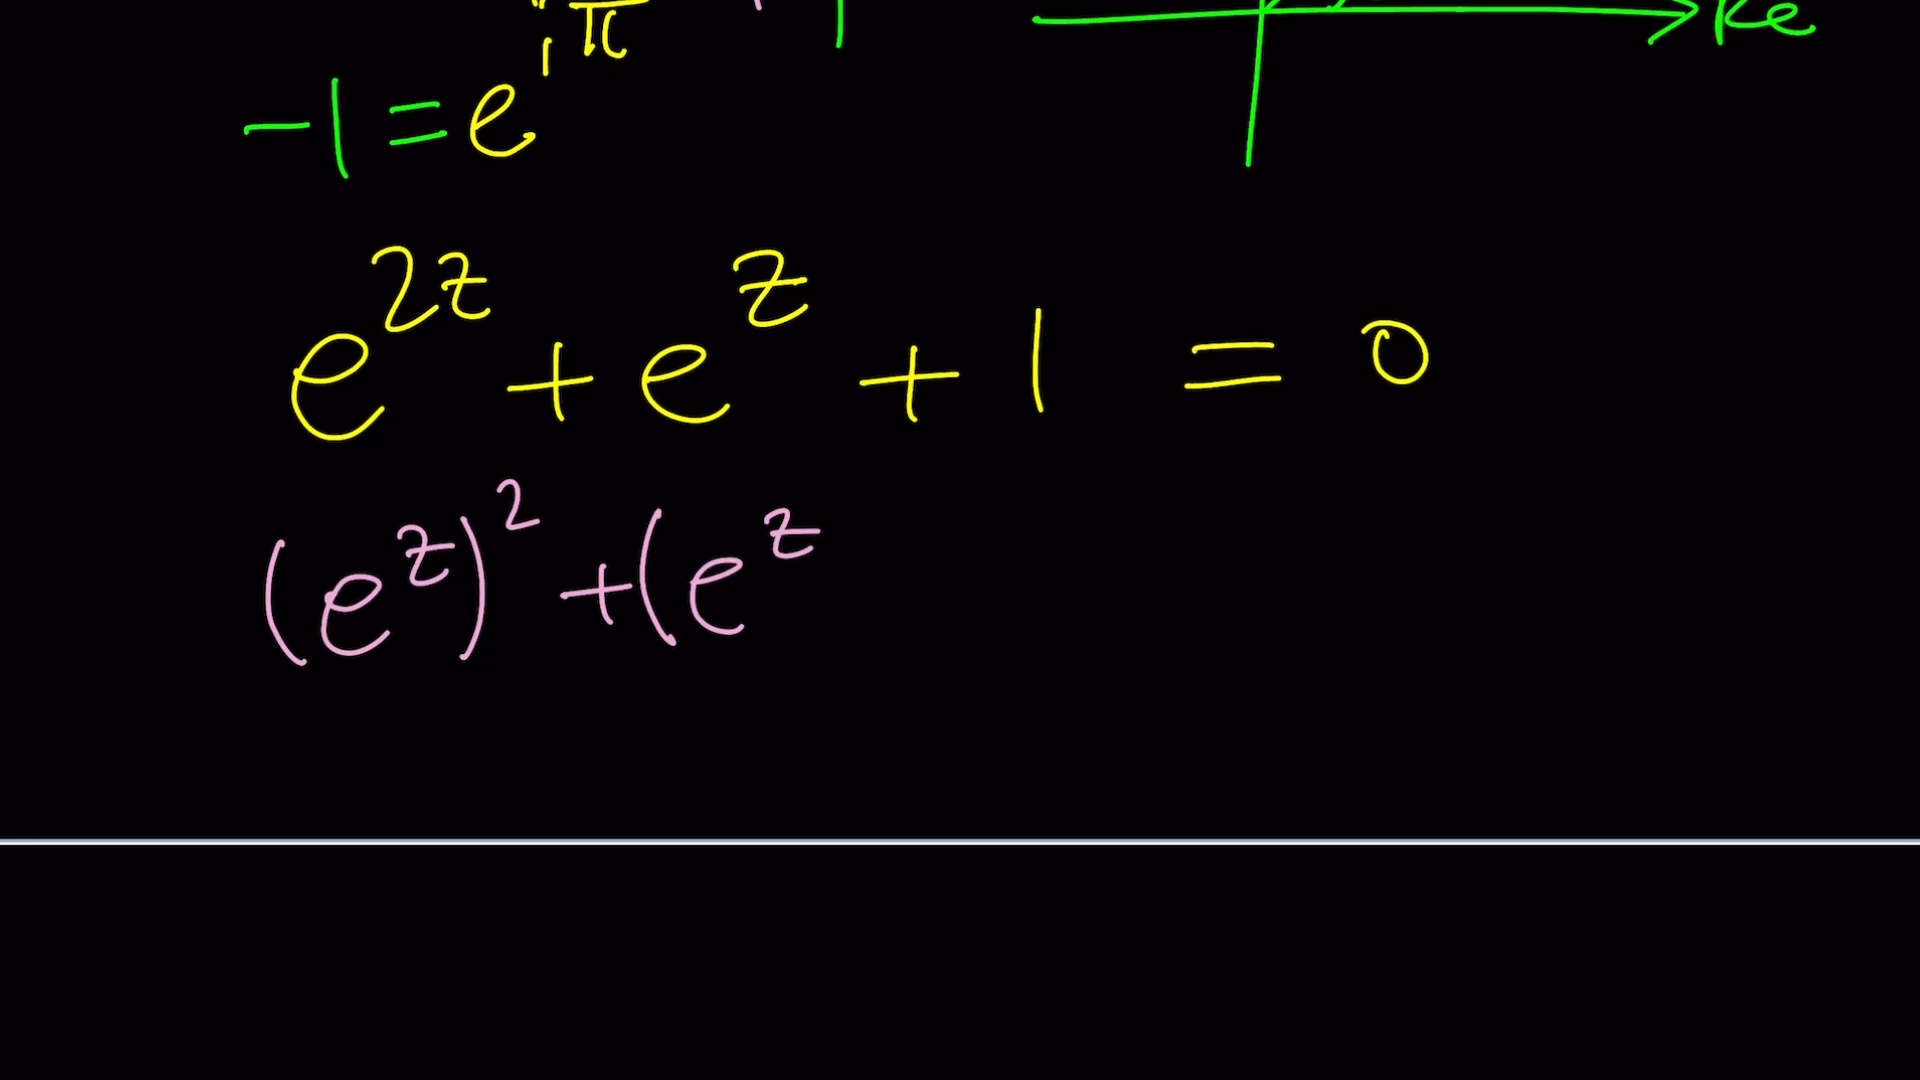 Re
-1 = e^{iπ}
e^{2z} + e^{z} + 1 = 0
(e^{z})^{2} + (e^{z}